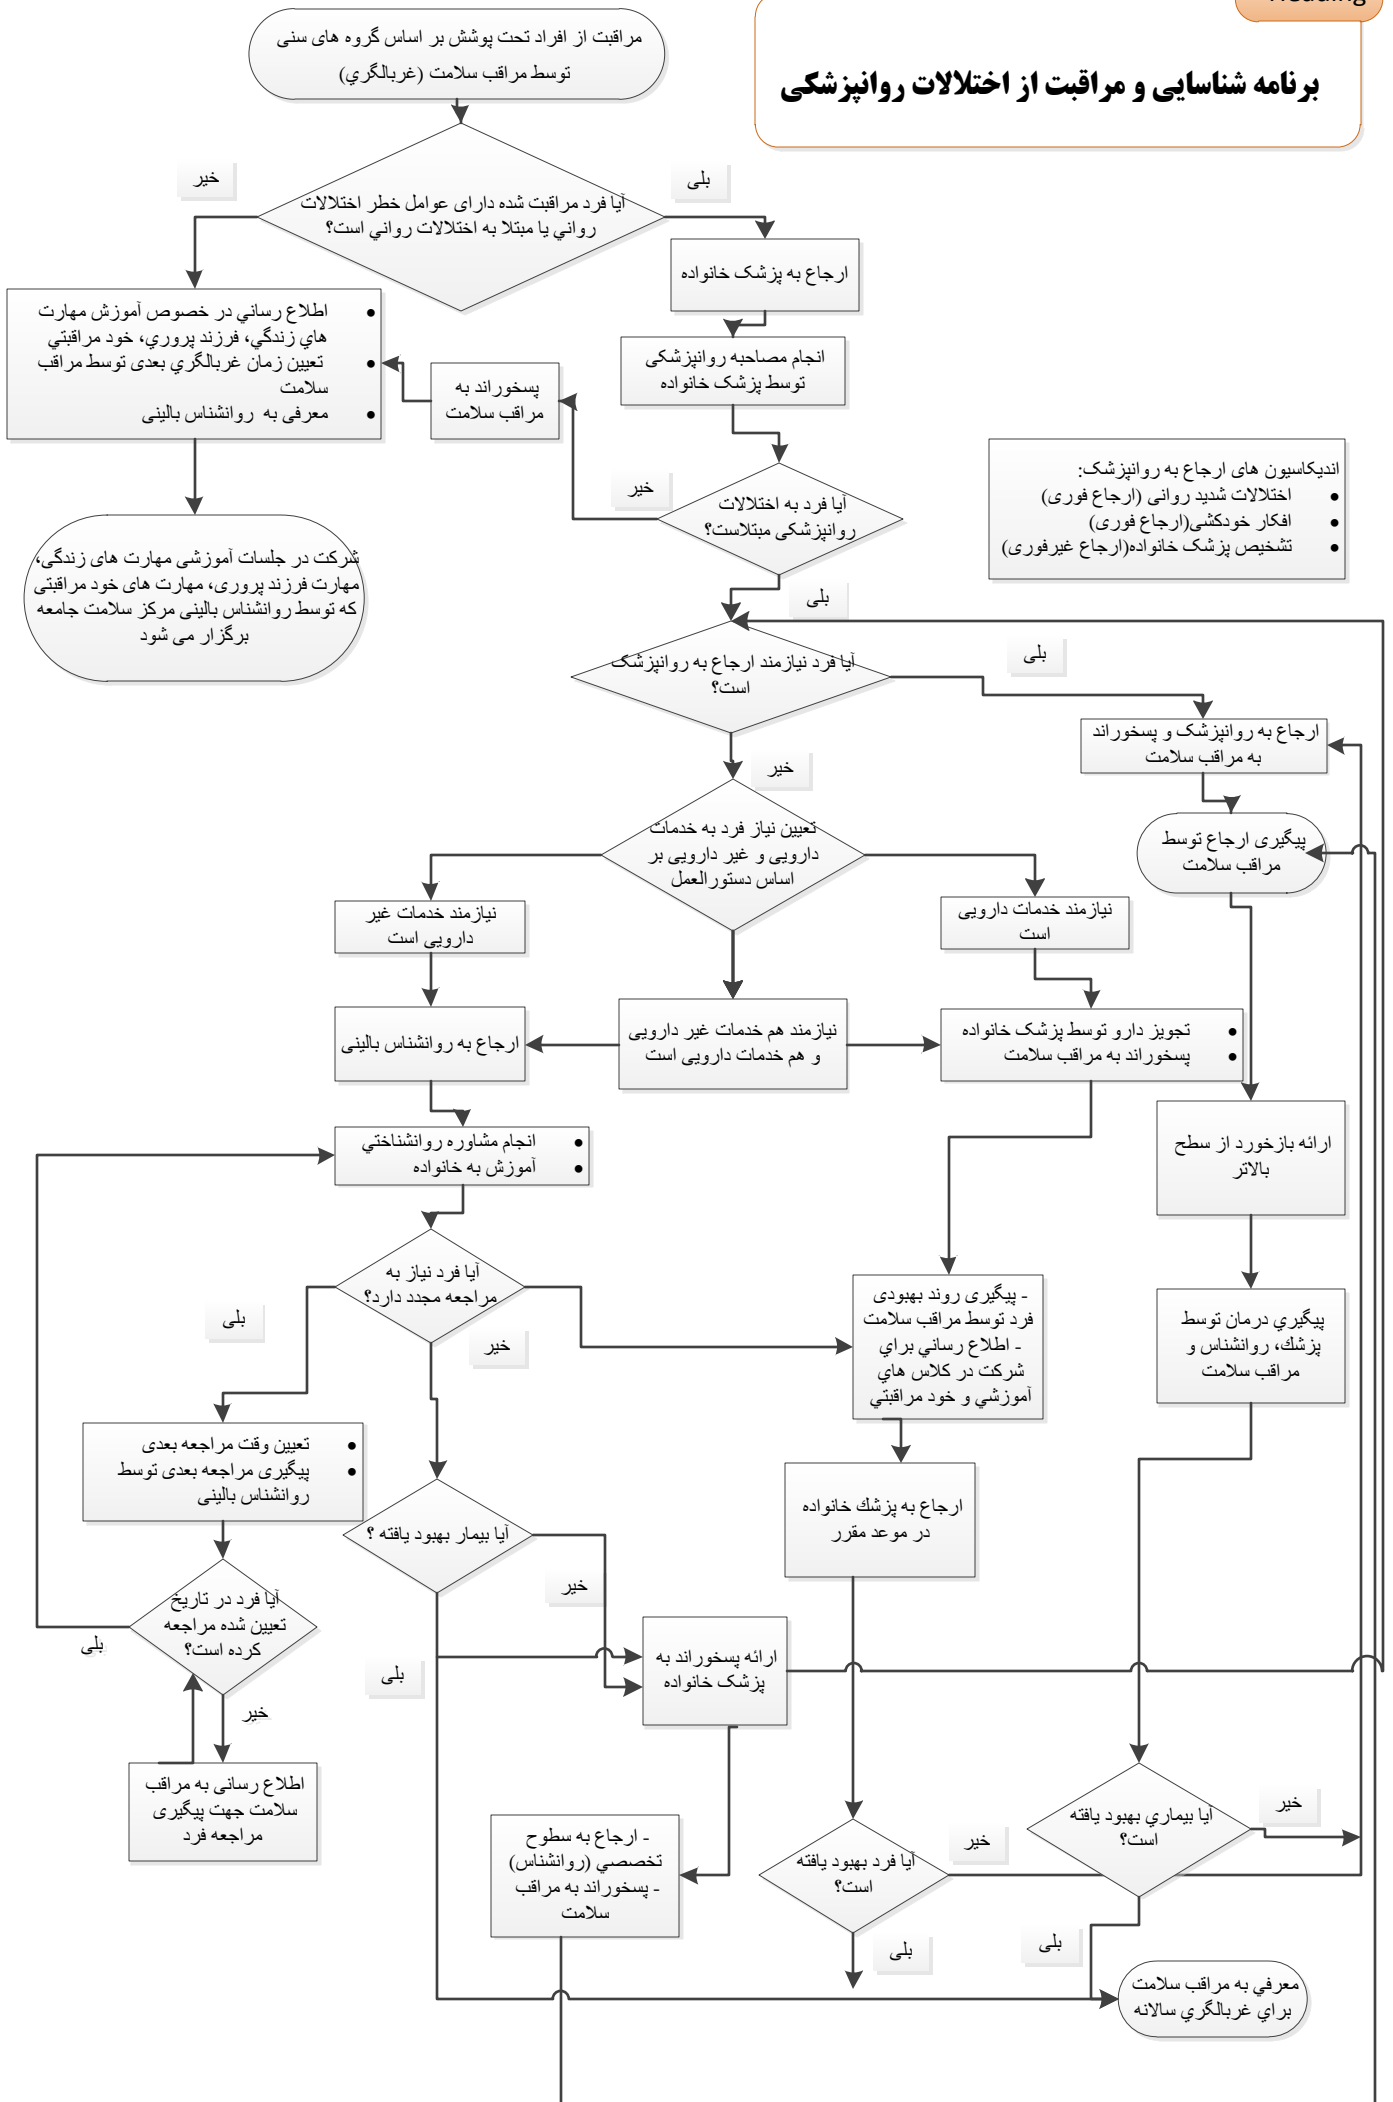 Heading
برنامه شناسایی و مراقبت از اختلالات روانپزشکی
مراقبت از افراد تحت پوشش بر اساس گروه های سنی
توسط مراقب سلامت (غربالگري)
خیر
بلی
آیا فرد مراقبت شده دارای عوامل خطر اختلالات
رواني يا مبتلا به اختلالات رواني است؟
ارجاع به پزشک خانواده
• اطلاع رساني در خصوص آموزش مهارت
هاي زندگي، فرزند پروري، خود مراقبتي
• تعیین زمان غربالگري بعدی توسط مراقب
سلامت
• معرفی به روانشناس بالینی
پسخوراند به
مراقب سلامت
انجام مصاحبه روانپزشکی
توسط پزشک خانواده
اندیکاسیون های ارجاع به روانپزشک:
• اختلالات شدید روانی (ارجاع فوری)
• افکار خودکشی(ارجاع فوری)
• تشخیص پزشک خانواده(ارجاع غیرفوری)
خیر
آیا فرد به اختلالات
روانپزشکی مبتلاست؟
شرکت در جلسات آموزشی مهارت های زندگی،
مهارت فرزند پروری، مهارت های خود مراقبتی
که توسط روانشناس بالینی مرکز سلامت جامعه
برگزار می شود
بلی
آیا فرد نیازمند ارجاع به روانپزشک
است؟
بلی
ارجاع به روانپزشک و پسخوراند
به مراقب سلامت
خیر
تعیین نیاز فرد به خدمات
دارویی و غیر دارویی بر
اساس دستورالعمل
پیگیری ارجاع توسط
مراقب سلامت
نیازمند خدمات غیر
دارویی است
نیازمند خدمات دارویی
است
ارجاع به روانشناس بالینی
نیازمند هم خدمات غیر دارویی
و هم خدمات دارویی است
• تجویز دارو توسط پزشک خانواده
• پسخوراند به مراقب سلامت
• انجام مشاوره روانشناختي
• آموزش به خانواده
ارائه بازخورد از سطح
بالاتر
آیا فرد نیاز به
مراجعه مجدد دارد؟
بلی
خیر
- پیگیری روند بهبودی
فرد توسط مراقب سلامت
- اطلاع رساني براي
شرکت در کلاس هاي
آموزشي و خود مراقبتي
پيگيري درمان توسط
پزشك، روانشناس و
مراقب سلامت
• تعیین وقت مراجعه بعدی
• پیگیری مراجعه بعدی توسط
روانشناس بالینی
ارجاع به پزشك خانواده
در موعد مقرر
آیا بیمار بهبود یافته ؟
خیر
آیا فرد در تاریخ
تعیین شده مراجعه
کرده است؟
بلی
بلی
ارائه پسخوراند به
پزشک خانواده
خیر
اطلاع رسانی به مراقب
سلامت جهت پیگیری
مراجعه فرد
- ارجاع به سطوح
تخصصي (روانشناس)
- پسخوراند به مراقب
سلامت
آیا فرد بهبود یافته
است؟
خیر
آيا بيماري بهبود يافته
است؟
خیر
بلی
بلی
معرفي به مراقب سلامت
براي غربالگري سالانه